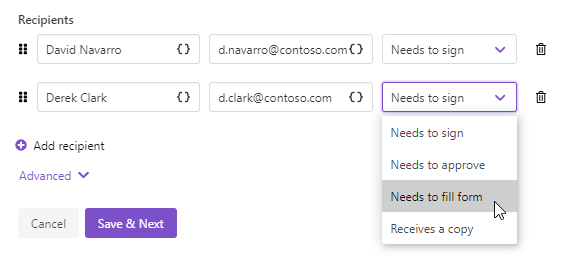 Recipients
David Navarro {} d.navarro@contoso.com {} Needs to sign
Derek Clark {} d.clark@contoso.com {} Needs to sign
Needs to sign
Needs to approve
Needs to fill form
Receives a copy
Add recipient
Advanced
Cancel Save & Next